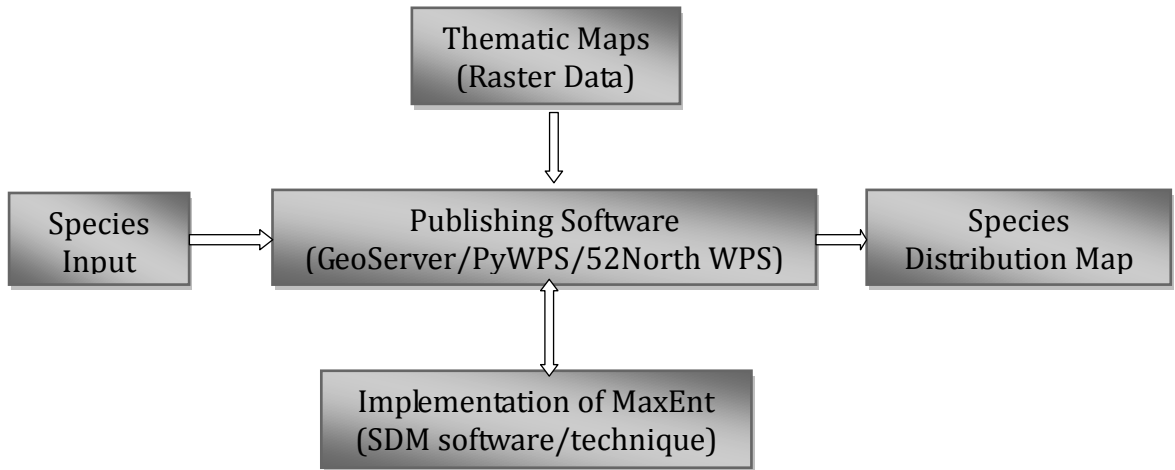 Thematic Maps
(Raster Data)
Species
Input
Publishing Software
(GeoServer/PyWPS/52North WPS)
Species
Distribution Map
Implementation of MaxEnt
(SDM software/technique)